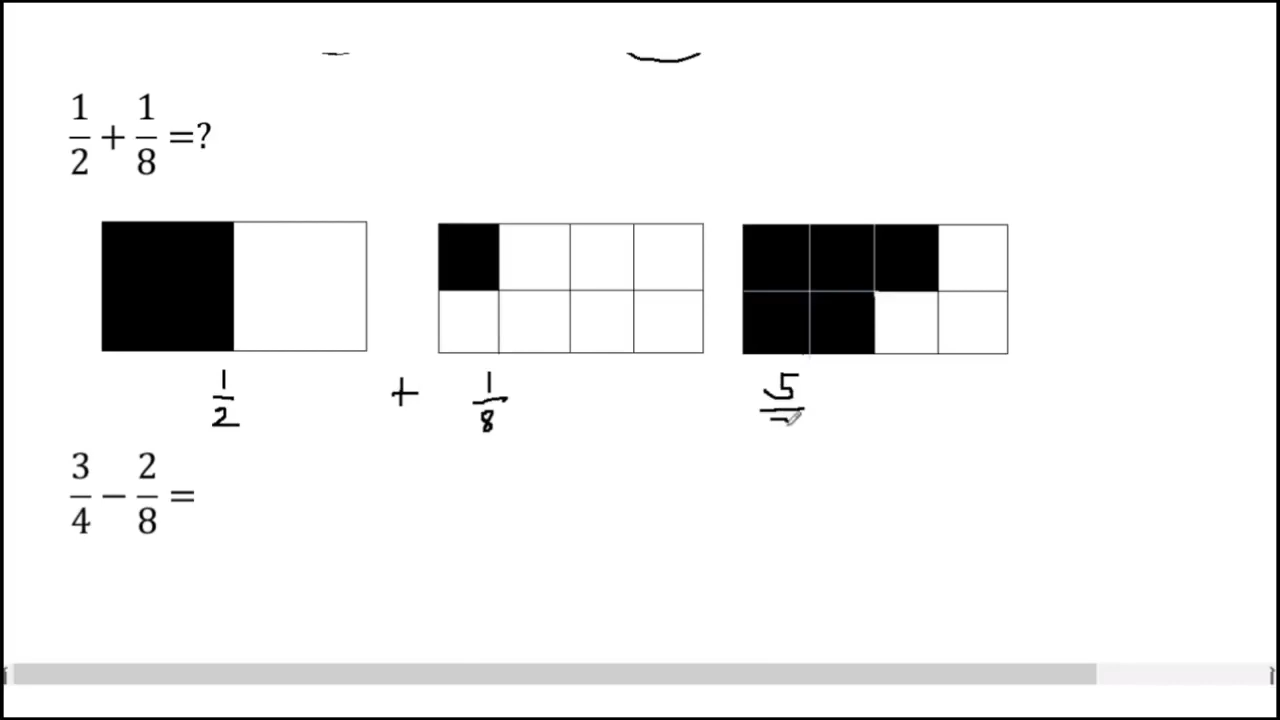 1/2 + 1/8 =?
1/2 + 1/8 5/
3/4 − 2/8 =